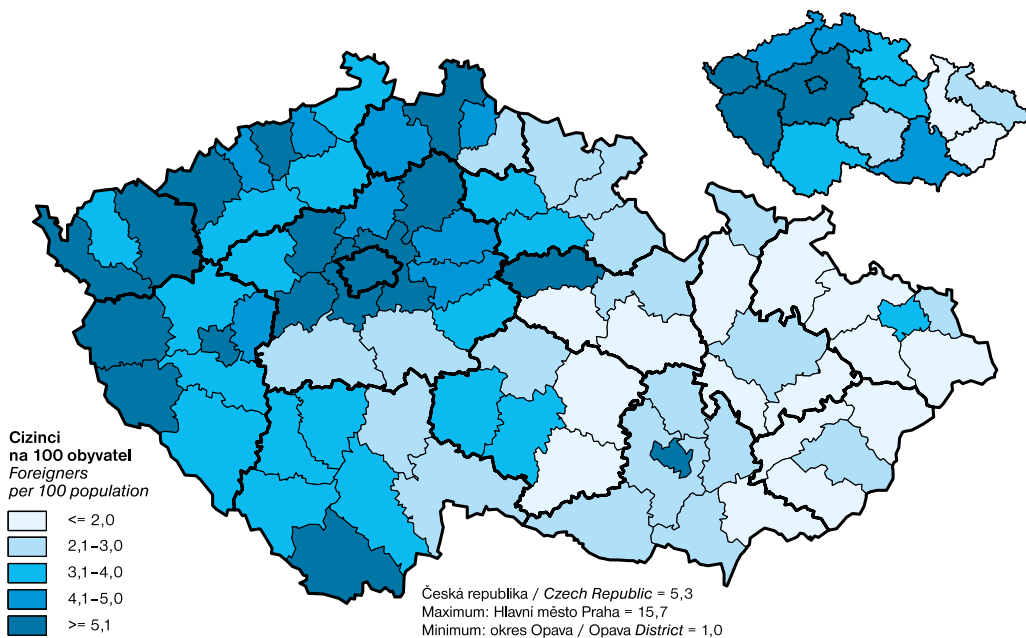 Cizinci
na 100 obyvatel
Foreigners
per 100 population
<= 2,0
2,1–3,0
3,1–4,0
4,1–5,0
>= 5,1
Česká republika / Czech Republic = 5,3
Maximum: Hlavní město Praha = 15,7
Minimum: okres Opava / Opava District = 1,0